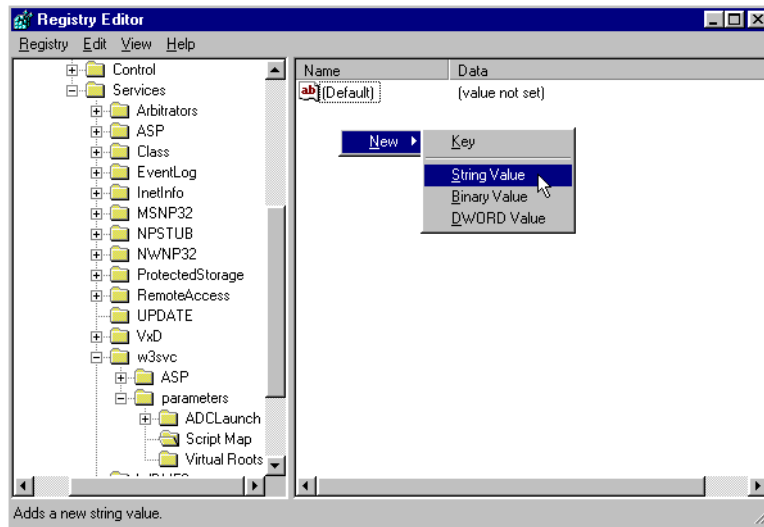 Registry Editor
Registry Edit View Help
Control
Services
Arbitrators
ASP
Class
EventLog
InetInfo
MSNP32
NPSTUB
NWNP32
ProtectedStorage
RemoteAccess
UPDATE
VxD
w3svc
ASP
parameters
ADCLaunch
Script Map
Virtual Roots
Name Data
ab (Default) (value not set)
New
Key
String Value
Binary Value
DWORD Value
Adds a new string value.